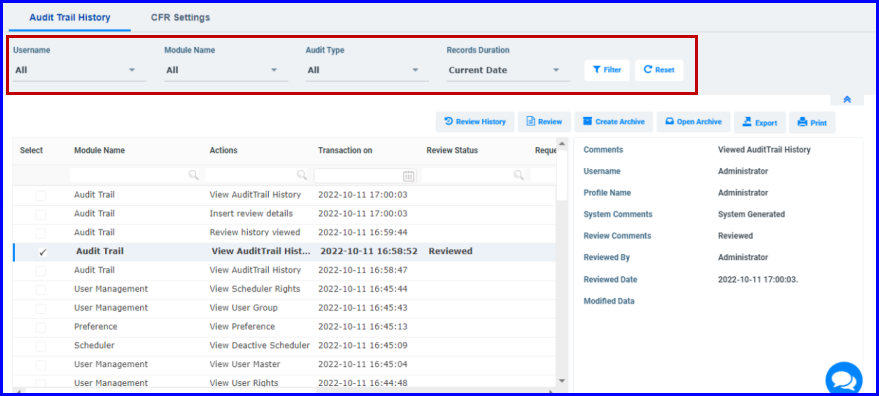 Audit Trail History CFR Settings
Username Module Name Audit Type Records Duration
All All All Current Date Filter Reset
Review History Review Create Archive Open Archive Export Print
Select Module Name Actions Transaction on Review Status Reque
Audit Trail View AuditTrail History 2022-10-11 17:00:03
Audit Trail Insert review details 2022-10-11 17:00:03
Audit Trail Review history viewed 2022-10-11 16:59:44
Audit Trail View AuditTrail Hist... 2022-10-11 16:58:52 Reviewed
Audit Trail View AuditTrail History 2022-10-11 16:58:47
User Management View Scheduler Rights 2022-10-11 16:45:44
User Management View User Group 2022-10-11 16:45:43
Preference View Preference 2022-10-11 16:45:13
Scheduler View Deactive Scheduler 2022-10-11 16:45:09
User Management View User Master 2022-10-11 16:45:04
User Management View User Rights 2022-10-11 16:44:48
Comments Viewed AuditTrail History
Username Administrator
Profile Name Administrator
System Comments System Generated
Review Comments Reviewed
Reviewed By Administrator
Reviewed Date 2022-10-11 17:00:03.
Modified Data